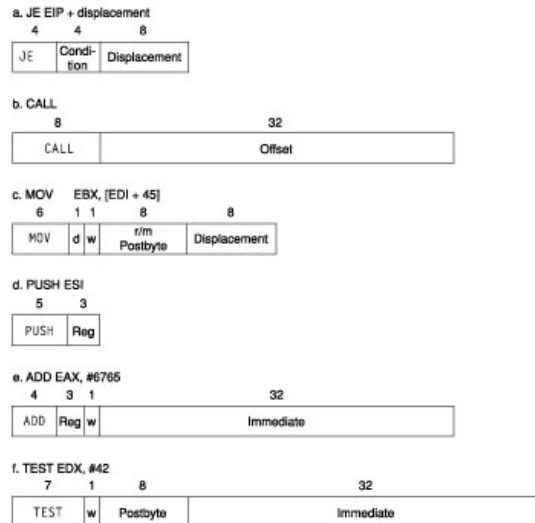 a. JE EIP + displacement
4 4 8
JE Condi-tion Displacement
b. CALL
8 32
CALL Offset
c. MOV EBX, [EDI + 45]
6 1 1 8 8
MOV d w r/m Postbyte Displacement
d. PUSH ESI
5 3
PUSH Reg
e. ADD EAX, #6765
4 3 1 32
ADD Reg w Immediate
f. TEST EDX, #42
7 1 8 32
TEST w Postbyte Immediate